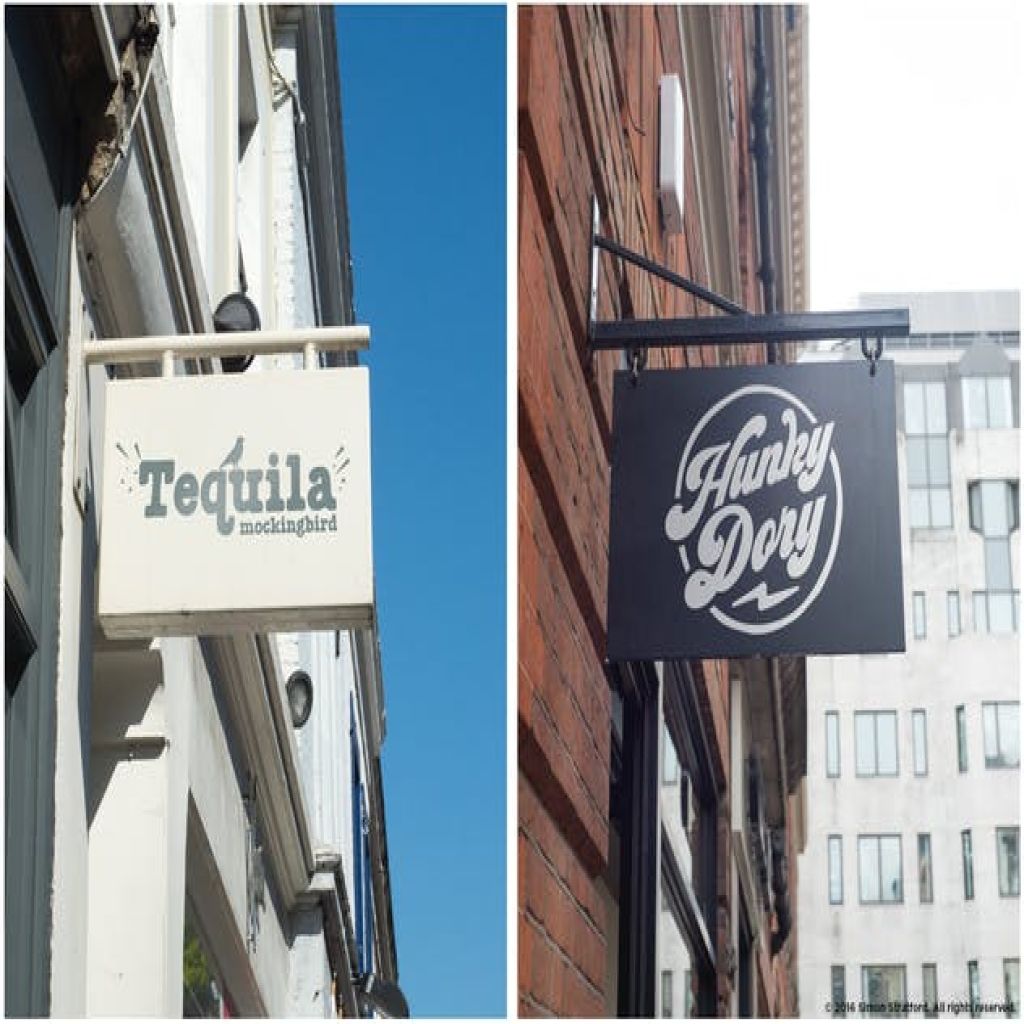 Tequila
mockingbird
Hunky
Dory
© 2016 Simon Stratford. All rights reserved.